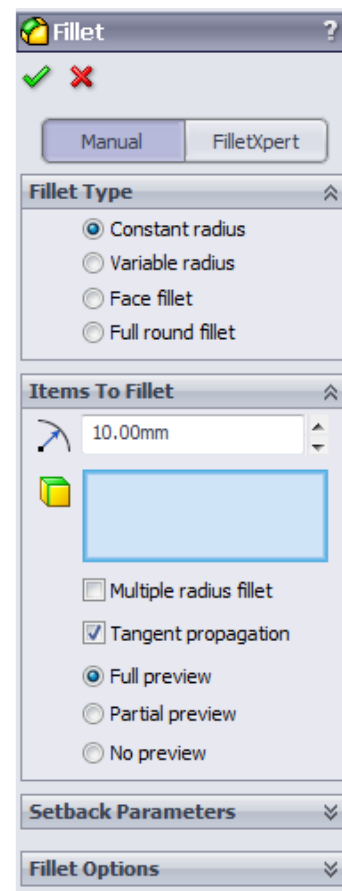 Fillet ?
Manual FilletXpert
Fillet Type
Constant radius
Variable radius
Face fillet
Full round fillet
Items To Fillet
10.00mm
Multiple radius fillet
Tangent propagation
Full preview
Partial preview
No preview
Setback Parameters
Fillet Options